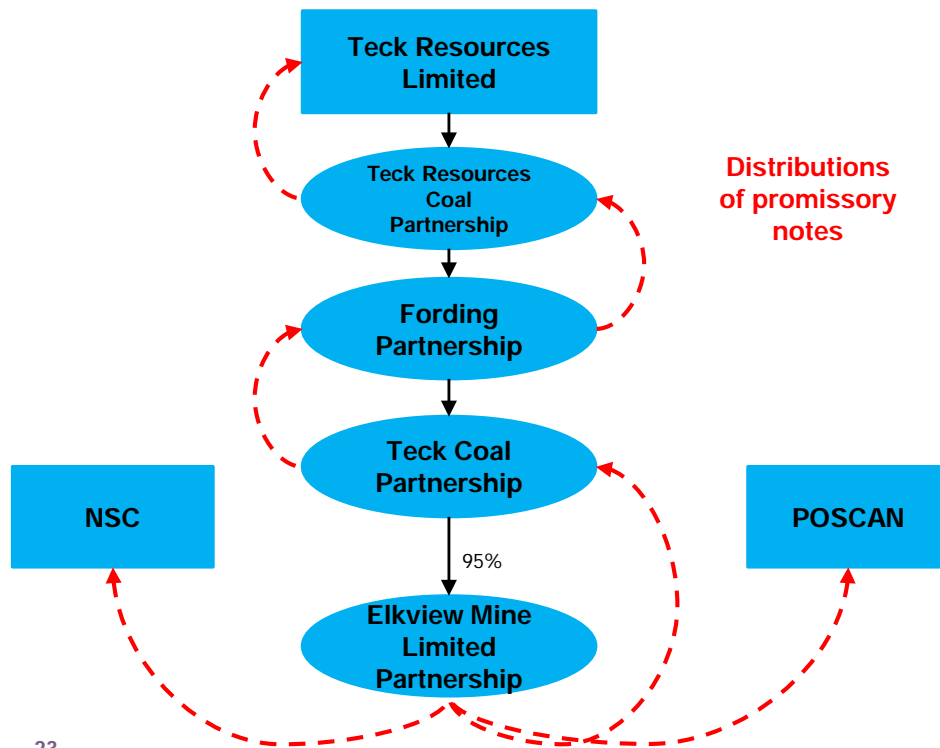 Teck Resources
Limited
Teck Resources
Coal
Partnership
Distributions
of promissory
notes
Fording
Partnership
Teck Coal
Partnership
NSC
POSCAN
95%
Elkview Mine
Limited
Partnership
23